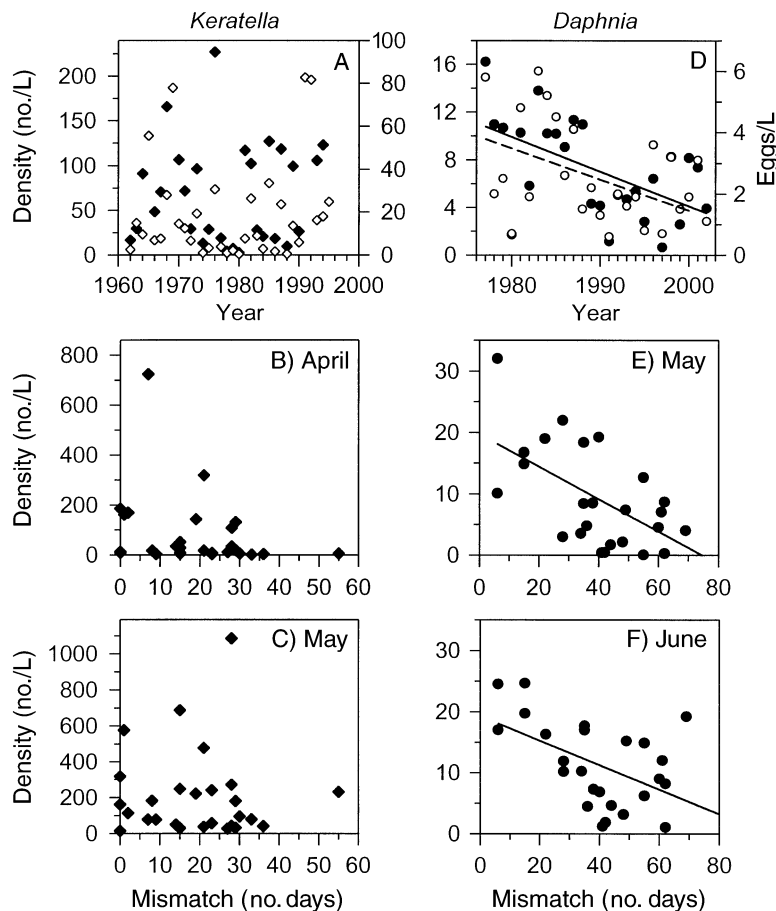 Keratella
Daphnia
Density (no./L)
200
150
100
50
0
A
100
80
60
40
20
0
1960 1970 1980 1990 2000
Year
16
12
8
4
0
D
6
4
2
0
Eggs/L
1980 1990 2000
Year
Density (no./L)
800
600
400
200
0
B) April
0 10 20 30 40 50 60
30
20
10
0
E) May
0 20 40 60 80
Density (no./L)
1000
800
600
400
200
0
C) May
0 10 20 30 40 50 60
Mismatch (no. days)
30
20
10
0
F) June
0 20 40 60 80
Mismatch (no. days)